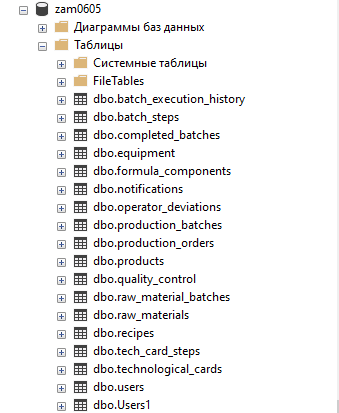 zam0605
Диаграммы баз данных
Таблицы
Системные таблицы
FileTables
dbo.batch_execution_history
dbo.batch_steps
dbo.completed_batches
dbo.equipment
dbo.formula_components
dbo.notifications
dbo.operator_deviations
dbo.production_batches
dbo.production_orders
dbo.products
dbo.quality_control
dbo.raw_material_batches
dbo.raw_materials
dbo.recipes
dbo.tech_card_steps
dbo.technological_cards
dbo.users
dbo.Users1